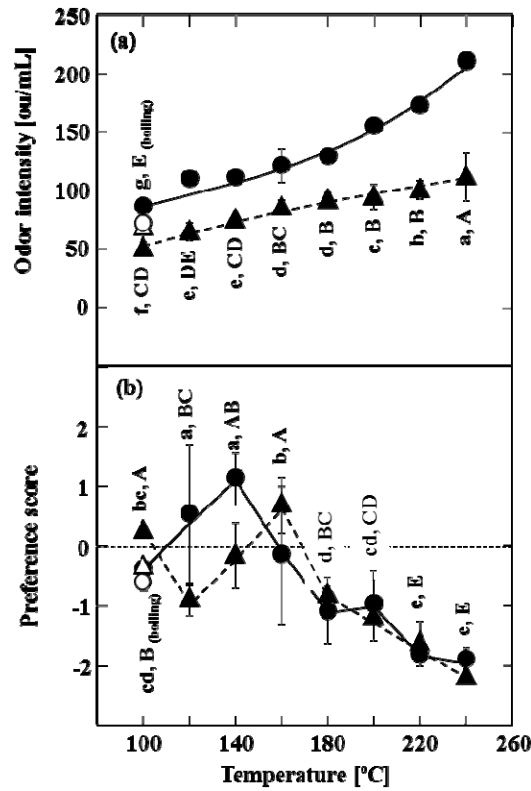 (a)
Odor intensity [ou/mL]
250
200
150
100
50
0
g, E (boiling)
f, CD
e, DE
e, CD
d, BC
d, B
c, B
b, B
a, A
(b)
Preference score
2
1
0
-1
-2
bc, A
a, BC
a, AB
b, A
d, BC
cd, CD
e, E
e, E
cd, B (boiling)
100 140 180 220 260
Temperature [°C]